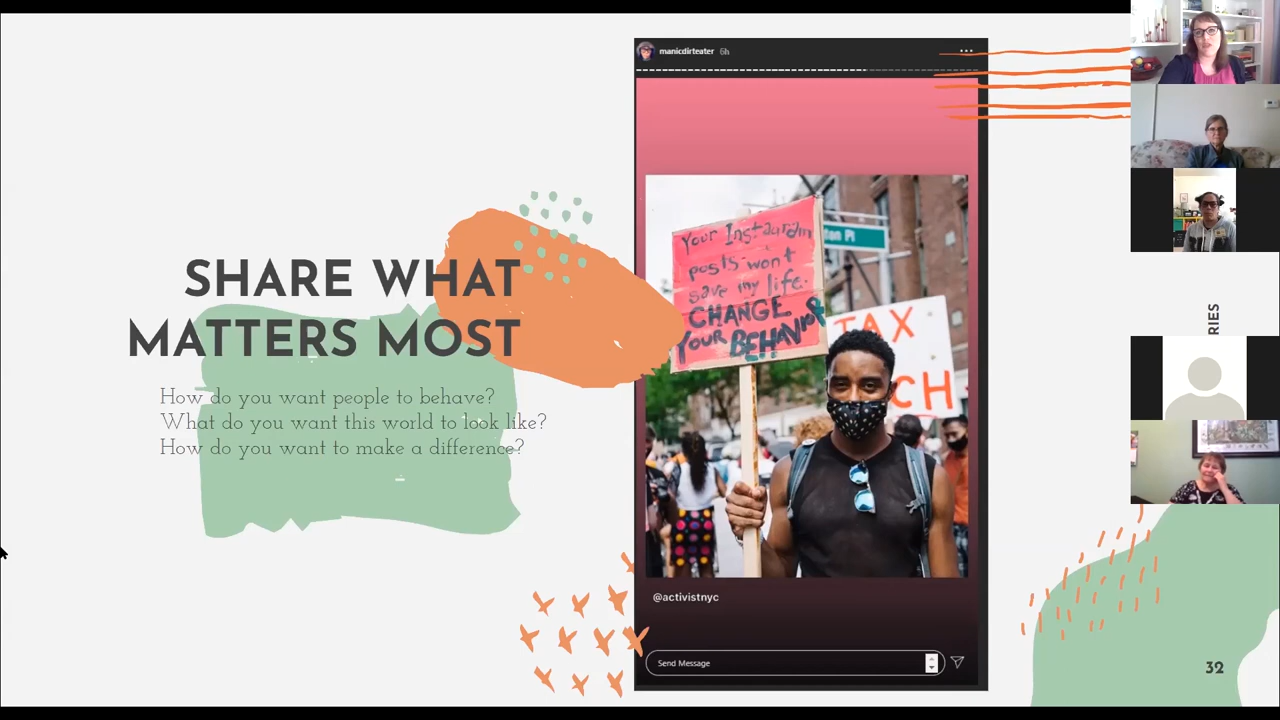 SHARE WHAT
MATTERS MOST
How do you want people to behave?
What do you want this world to look like?
How do you want to make a difference?
manicdirteater 6h
Your Instagram
posts won't
save my life.
CHANGE
YOUR BEHAVIOR
TAX
CH
@activistnyc
Send Message
RIES
32